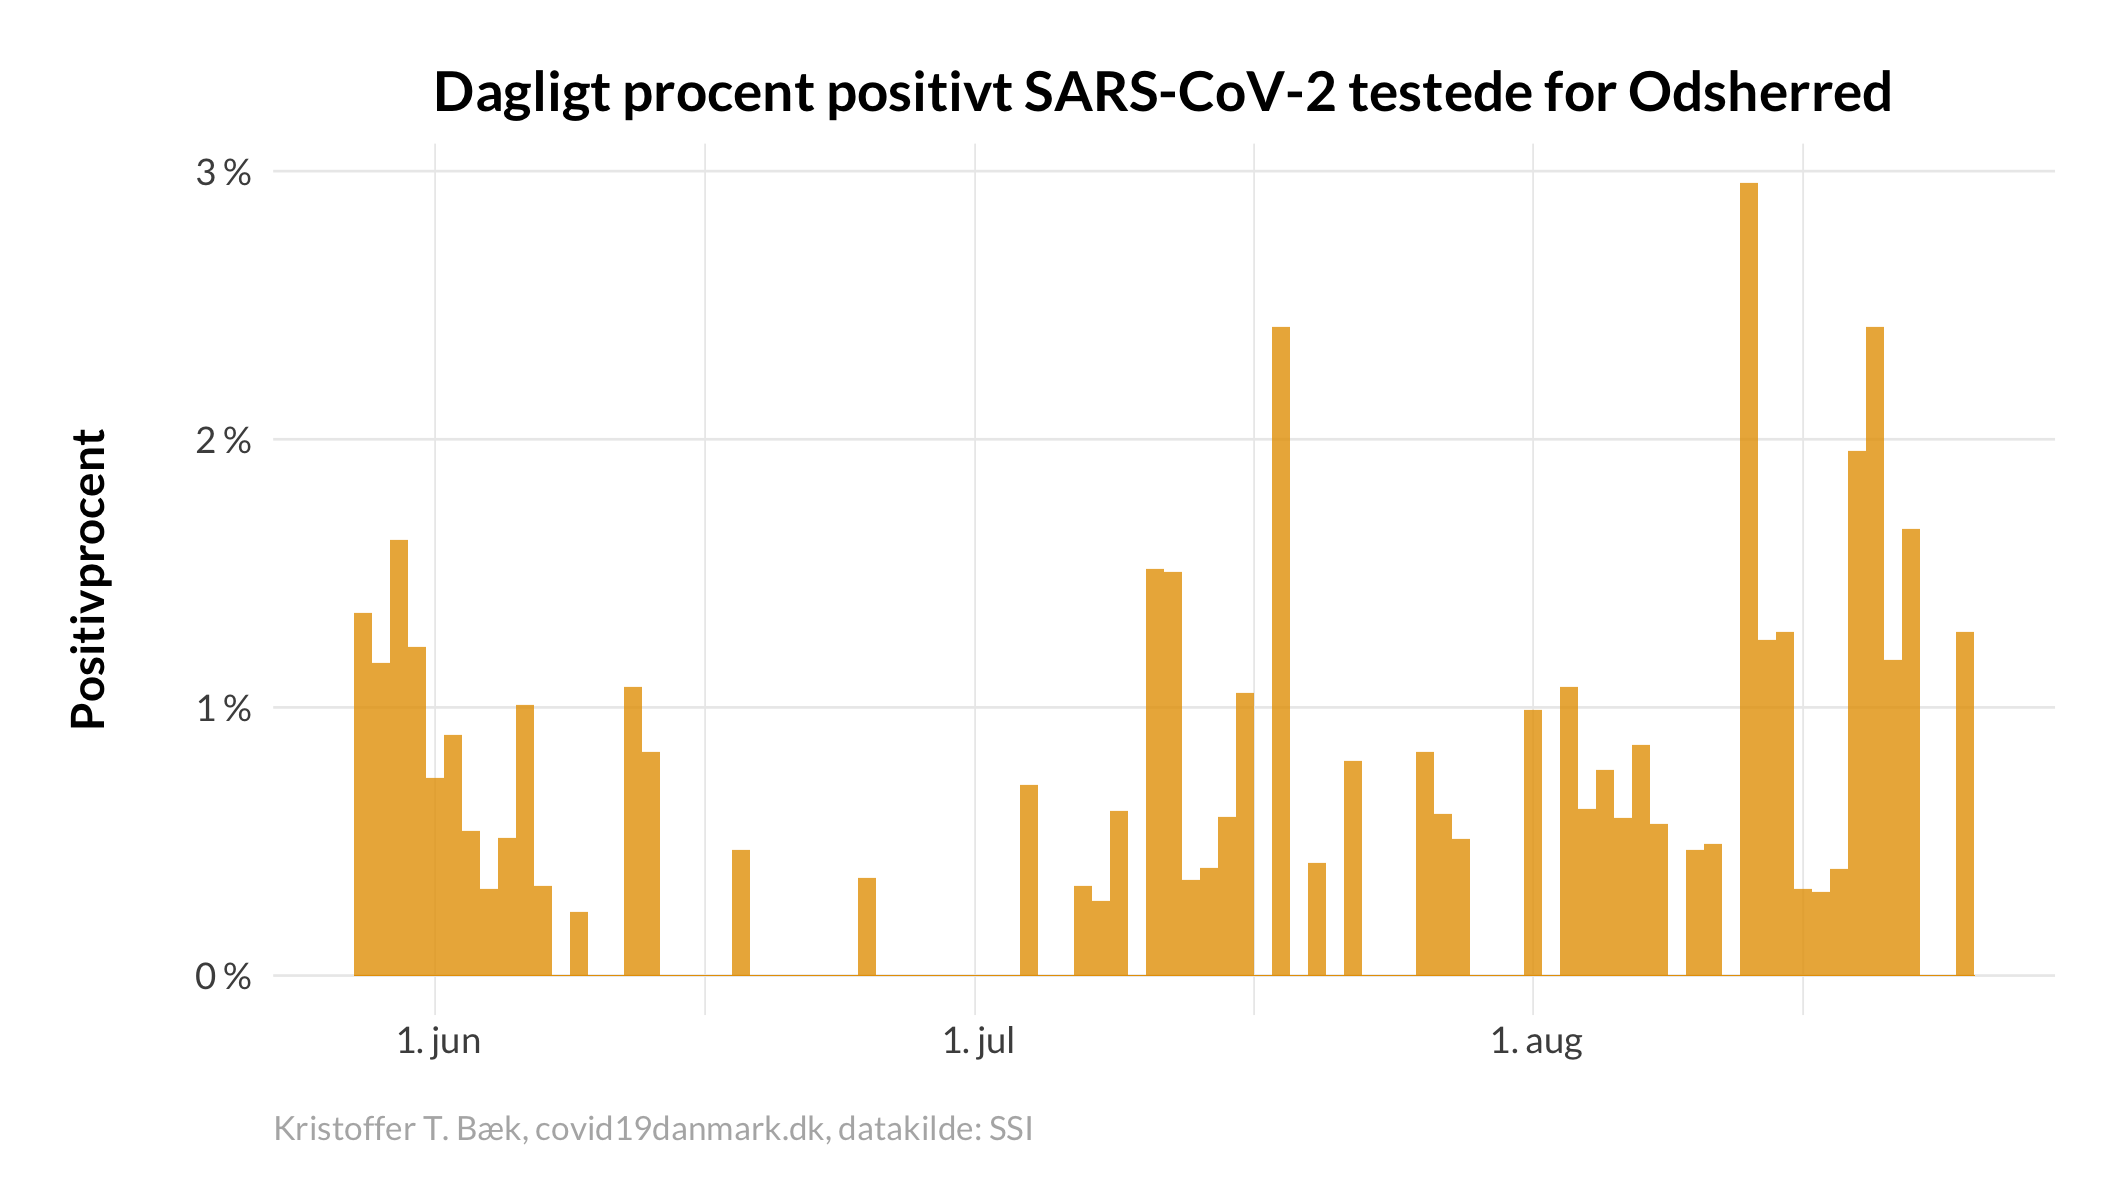 Dagligt procent positivt SARS-CoV-2 testede for Odsherred
Positivprocent
3 %
2 %
1 %
0 %
1. jun
1. jul
1. aug
Kristoffer T. Bæk, covid19danmark.dk, datakilde: SSI